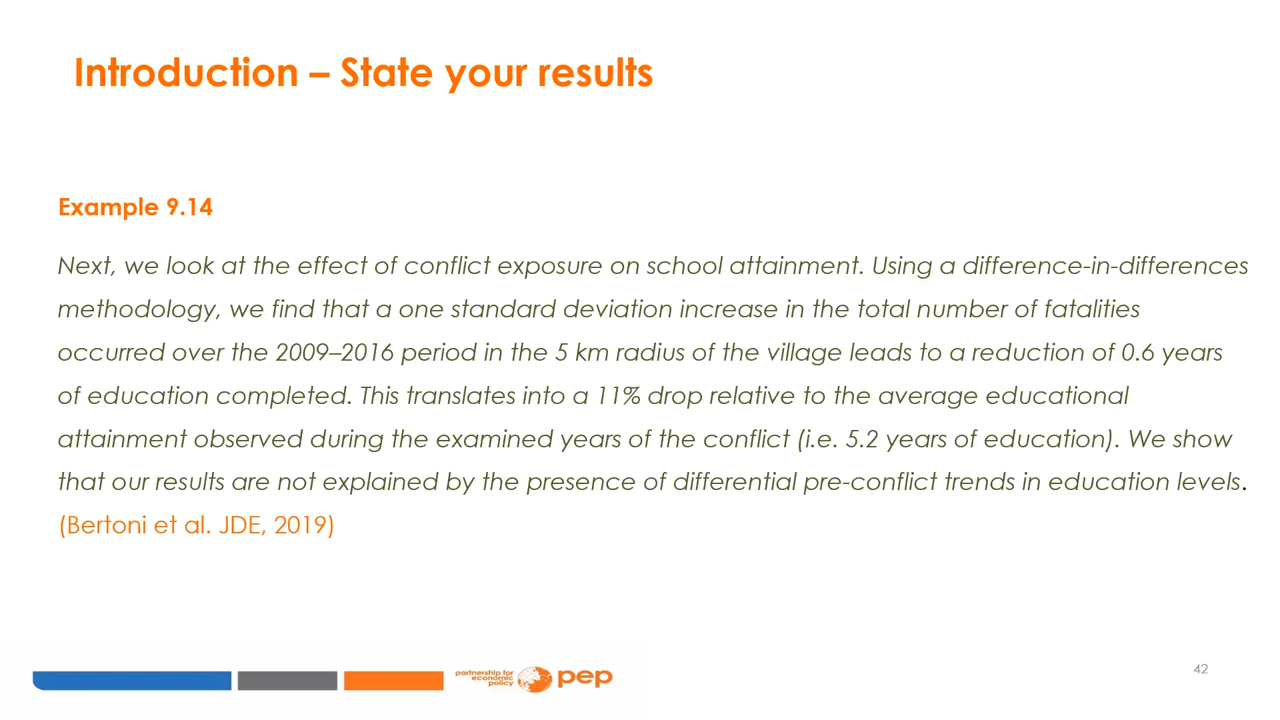 Introduction – State your results
Example 9.14
Next, we look at the effect of conflict exposure on school attainment. Using a difference-in-differences
methodology, we find that a one standard deviation increase in the total number of fatalities
occurred over the 2009–2016 period in the 5 km radius of the village leads to a reduction of 0.6 years
of education completed. This translates into a 11% drop relative to the average educational
attainment observed during the examined years of the conflict (i.e. 5.2 years of education). We show
that our results are not explained by the presence of differential pre-conflict trends in education levels.
(Bertoni et al. JDE, 2019)
partnership for
economic
policy
pep
42